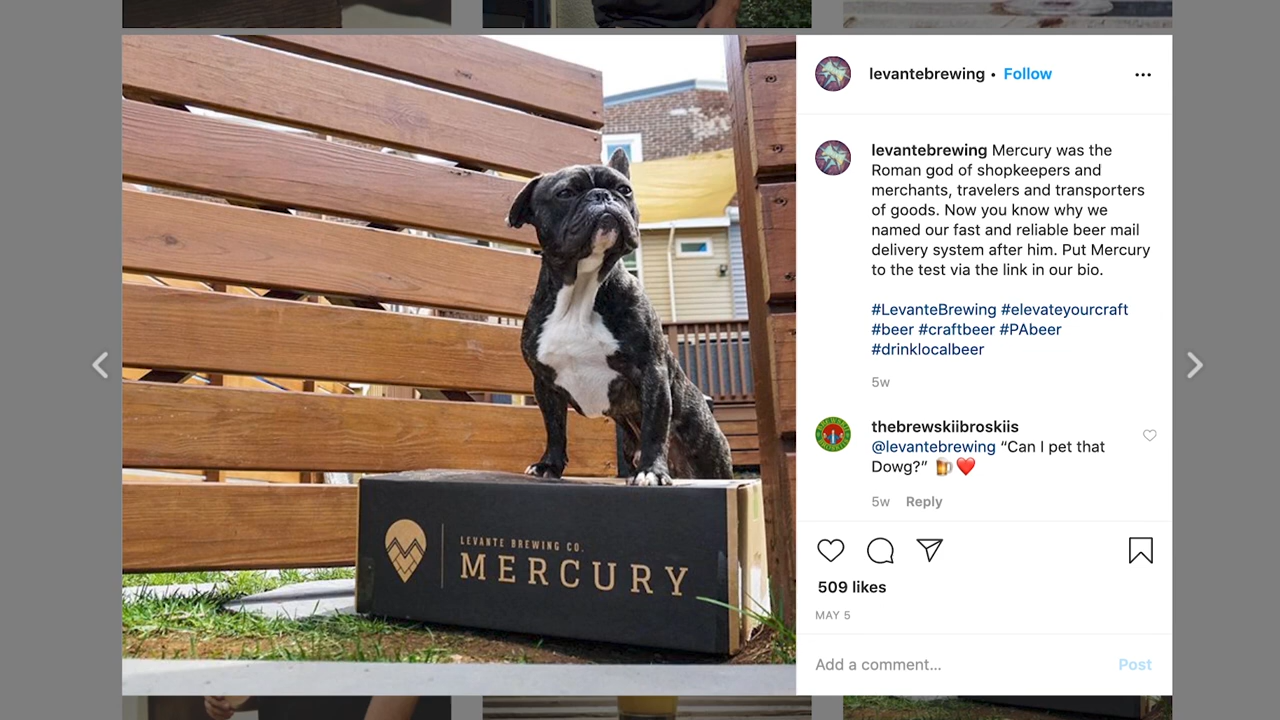 LEVANTE BREWING CO.
MERCURY
levantebrewing • Follow
levantebrewing Mercury was the
Roman god of shopkeepers and
merchants, travelers and transporters
of goods. Now you know why we
named our fast and reliable beer mail
delivery system after him. Put Mercury
to the test via the link in our bio.
#LevanteBrewing #elevateyourcraft
#beer #craftbeer #PAbeer
#drinklocalbeer
5w
thebrewskiibroskiis
@levantebrewing “Can I pet that
Dowg?” 🍺❤️
5w Reply
509 likes
MAY 5
Add a comment... Post